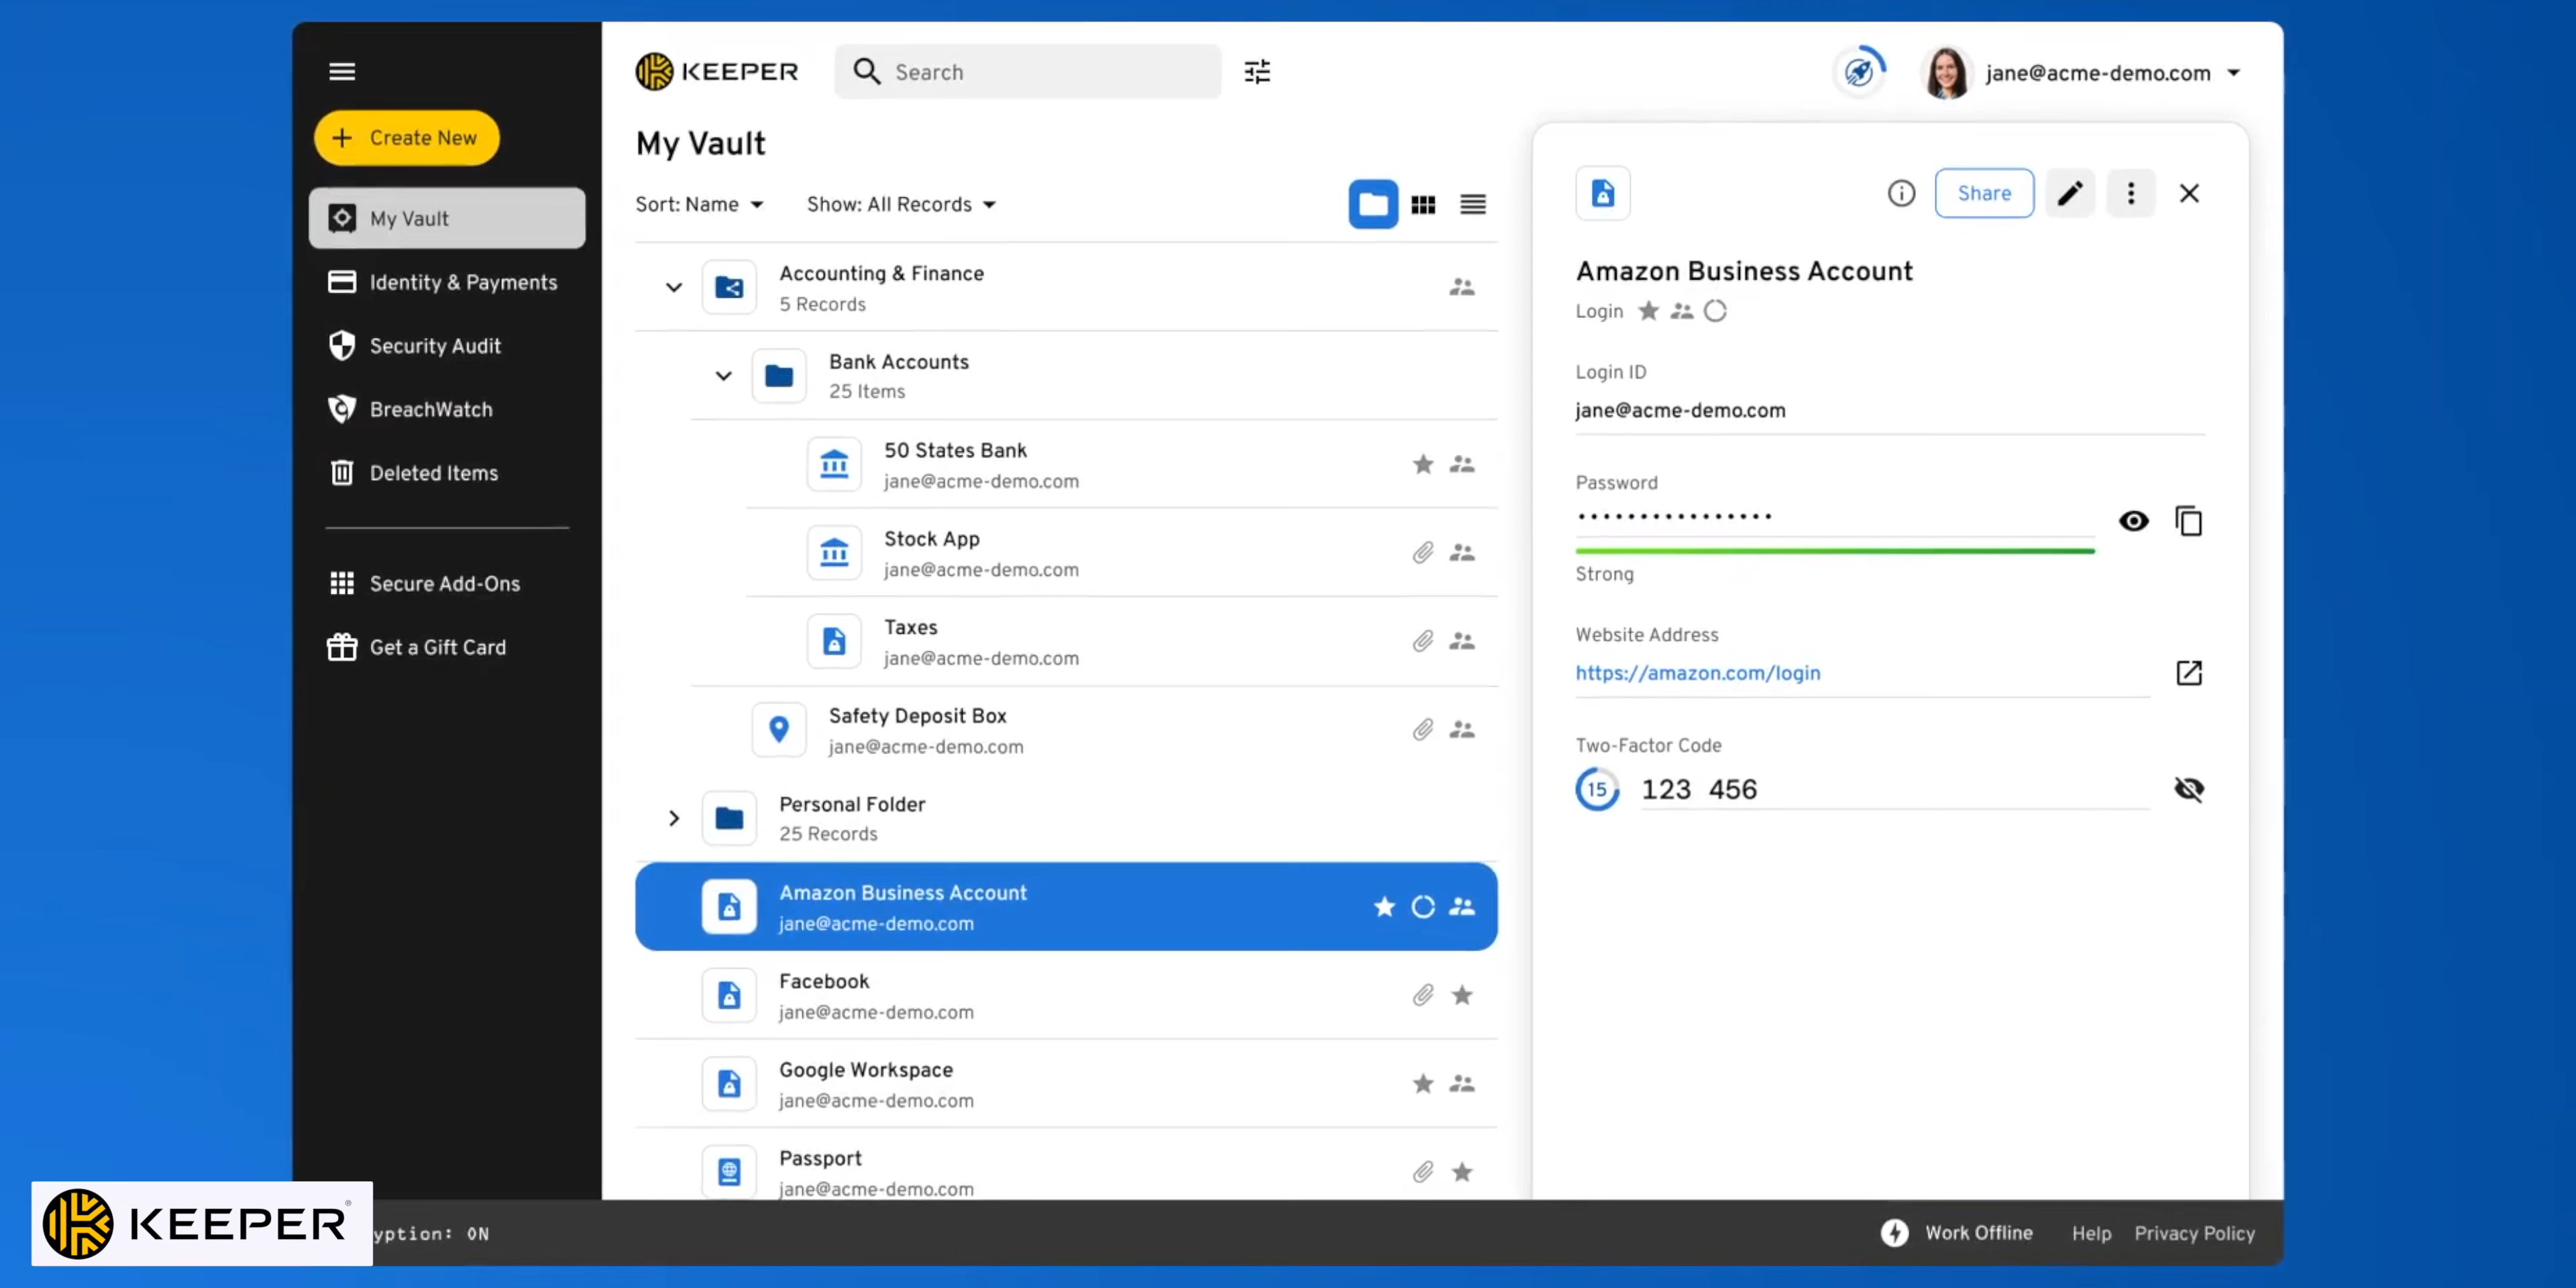 KEEPER
Search
jane@acme-demo.com
Create New
My Vault
Identity & Payments
Security Audit
BreachWatch
Deleted Items
Secure Add-Ons
Get a Gift Card
My Vault
Sort: Name
Show: All Records
Accounting & Finance
5 Records
Bank Accounts
25 Items
50 States Bank
jane@acme-demo.com
Stock App
jane@acme-demo.com
Taxes
jane@acme-demo.com
Safety Deposit Box
jane@acme-demo.com
Personal Folder
25 Records
Amazon Business Account
jane@acme-demo.com
Facebook
jane@acme-demo.com
Google Workspace
jane@acme-demo.com
Passport
jane@acme-demo.com
Share
Amazon Business Account
Login
Login ID
jane@acme-demo.com
Password
••••••••••••••••
Strong
Website Address
https://amazon.com/login
Two-Factor Code
15
123 456
KEEPER®
yption: ON
Work Offline
Help
Privacy Policy